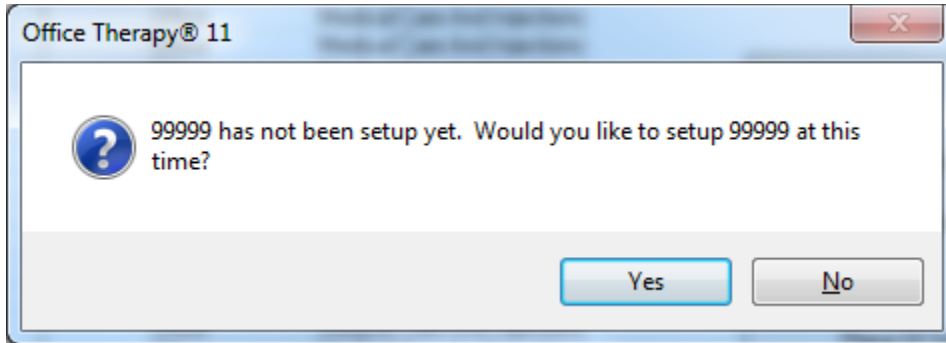 Office Therapy® 11
99999 has not been setup yet.  Would you like to setup 99999 at this
time?
Yes
No